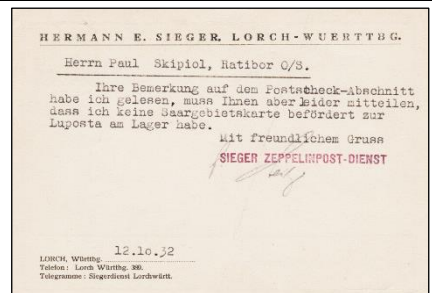 HERMANN E. SIEGER, LORCH-WUERTTBG.
Herrn Paul Skipiol, Ratibor O/S.
Ihre Bemerkung auf dem Postscheck-Abschnitt
habe ich gelesen, muss Ihnen aber leider mitteilen,
dass ich keine Saargebietskarte befördert zur
Luposta am Lager habe.
Mit freundlichem Gruss
SIEGER ZEPPELINPOST-DIENST
12.10.32
LORCH, Württbg.
Telefon: Lorch Württbg. 380.
Telegramme: Siegerdienst Lorchwürtt.